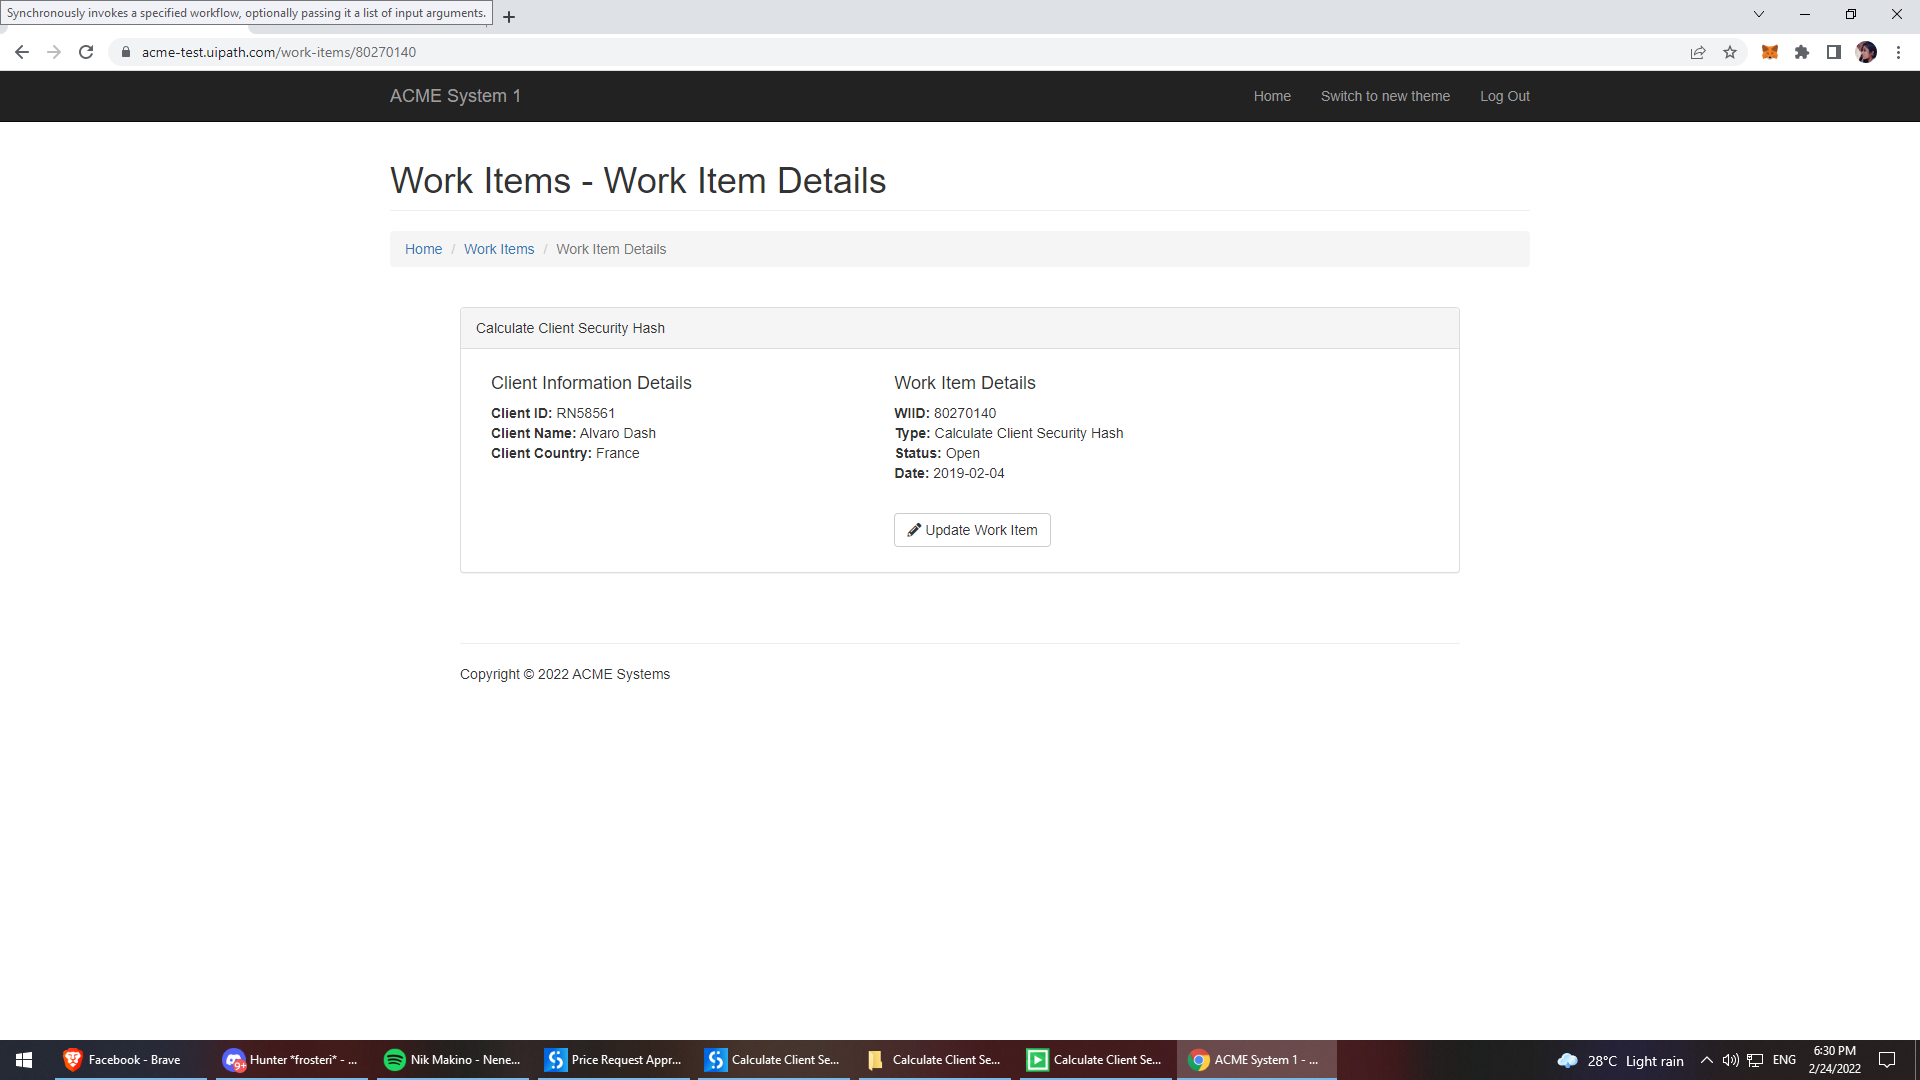 Synchronously invokes a specified workflow, optionally passing it a list of input arguments.
acme-test.uipath.com/work-items/80270140
ACME System 1
Home
Switch to new theme
Log Out
Work Items - Work Item Details
Home / Work Items / Work Item Details
Calculate Client Security Hash
Client Information Details
Client ID: RN58561
Client Name: Alvaro Dash
Client Country: France
Work Item Details
WIID: 80270140
Type: Calculate Client Security Hash
Status: Open
Date: 2019-02-04
Update Work Item
Copyright © 2022 ACME Systems
Facebook - Brave
9+
Hunter *frosteri* - ...
Nik Makino - Nene...
Price Request Appr...
Calculate Client Se...
Calculate Client Se...
Calculate Client Se...
ACME System 1 - ...
28°C Light rain
ENG
6:30 PM
2/24/2022